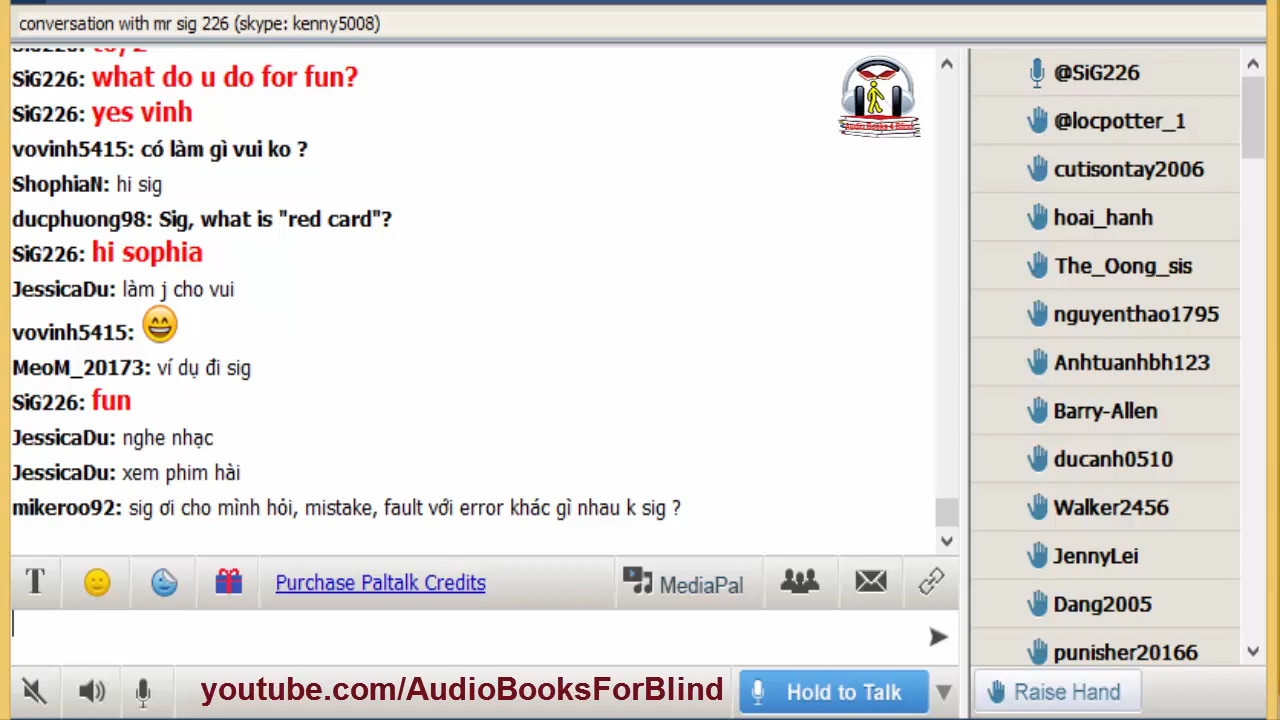 conversation with mr sig 226 (skype: kenny5008)
SiG226: what do u do for fun?
SiG226: yes vinh
vovinh5415: có làm gì vui ko ?
ShophiaN: hi sig
ducphuong98: Sig, what is "red card"?
SiG226: hi sophia
JessicaDu: làm j cho vui
vovinh5415:
MeoM_20173: ví dụ đi sig
SiG226: fun
JessicaDu: nghe nhạc
JessicaDu: xem phim hài
mikeroo92: sig ơi cho mình hỏi, mistake, fault với error khác gì nhau k sig ?
Audio Books 4 Blind
@SiG226
@locpotter_1
cutisontay2006
hoai_hanh
The_Oong_sis
nguyenthao1795
Anhtuanhbh123
Barry-Allen
ducanh0510
Walker2456
JennyLei
Dang2005
punisher20166
T
Purchase Paltalk Credits
MediaPal
youtube.com/AudioBooksForBlind
Hold to Talk
Raise Hand